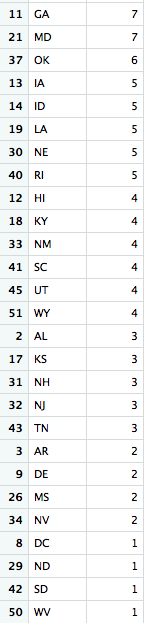 11 GA 7
21 MD 7
37 OK 6
13 IA 5
14 ID 5
19 LA 5
30 NE 5
40 RI 5
12 HI 4
18 KY 4
33 NM 4
41 SC 4
45 UT 4
51 WY 4
2 AL 3
17 KS 3
31 NH 3
32 NJ 3
43 TN 3
3 AR 2
9 DE 2
26 MS 2
34 NV 2
8 DC 1
29 ND 1
42 SD 1
50 WV 1